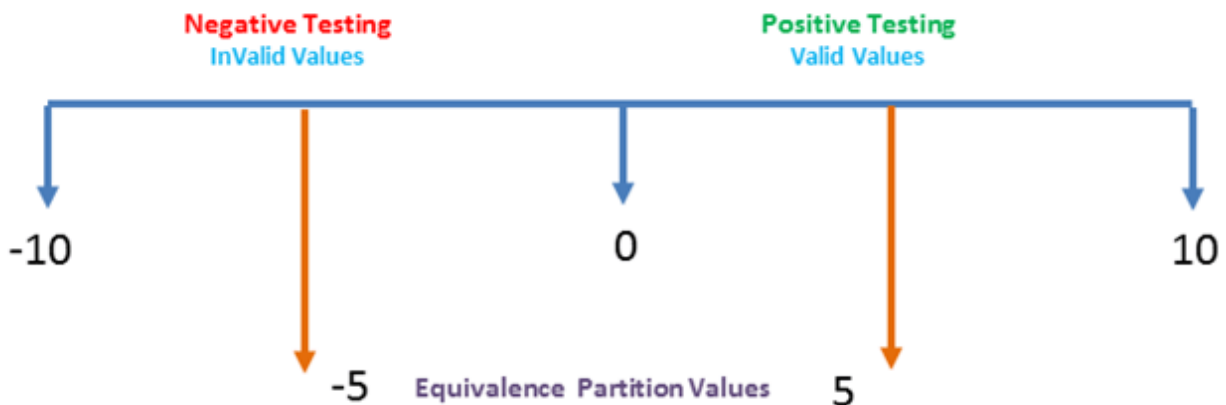 Negative Testing Positive Testing
InValid Values Valid Values
-10 0 10
-5 Equivalence Partition Values 5